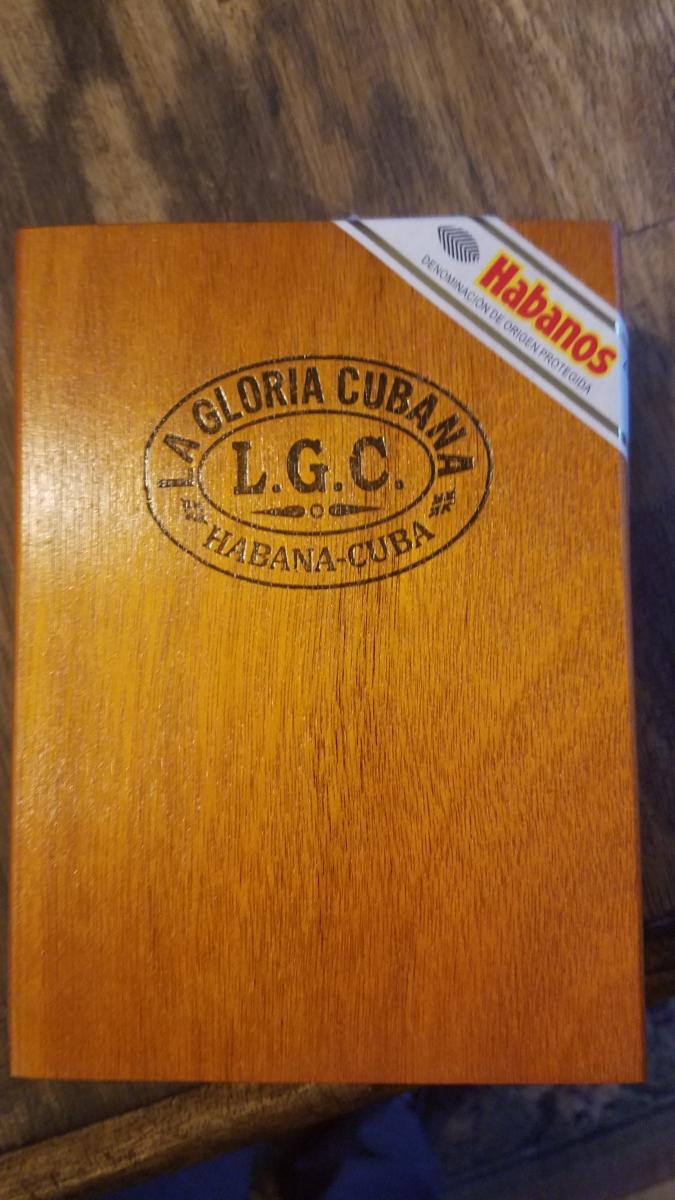 Habanos
DENOMINACIÓN DE ORIGEN PROTEGIDA
LA GLORIA CUBANA
L.G.C.
HABANA-CUBA